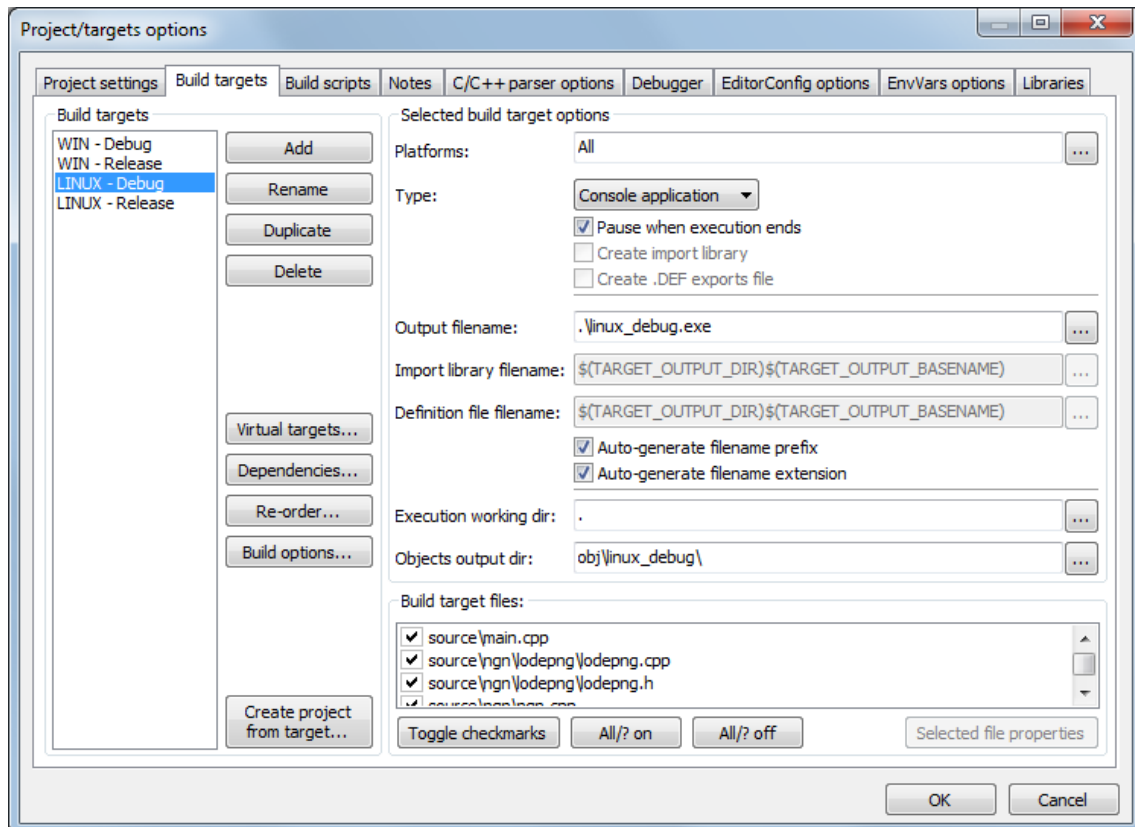 Project/targets options
Project settings
Build targets
Build scripts
Notes
C/C++ parser options
Debugger
EditorConfig options
EnvVars options
Libraries
Build targets
WIN - Debug
WIN - Release
LINUX - Debug
LINUX - Release
Add
Rename
Duplicate
Delete
Virtual targets...
Dependencies...
Re-order...
Build options...
Create project
from target...
Selected build target options
Platforms:
All
...
Type:
Console application
Pause when execution ends
Create import library
Create .DEF exports file
Output filename:
.\linux_debug.exe
...
Import library filename:
$(TARGET_OUTPUT_DIR)$(TARGET_OUTPUT_BASENAME)
...
Definition file filename:
$(TARGET_OUTPUT_DIR)$(TARGET_OUTPUT_BASENAME)
...
Auto-generate filename prefix
Auto-generate filename extension
Execution working dir:
.
...
Objects output dir:
obj\linux_debug\
...
Build target files:
source\main.cpp
source\ngn\lodepng\lodepng.cpp
source\ngn\lodepng\lodepng.h
source\ngn\ngn.cpp
Toggle checkmarks
All/? on
All/? off
Selected file properties
OK
Cancel